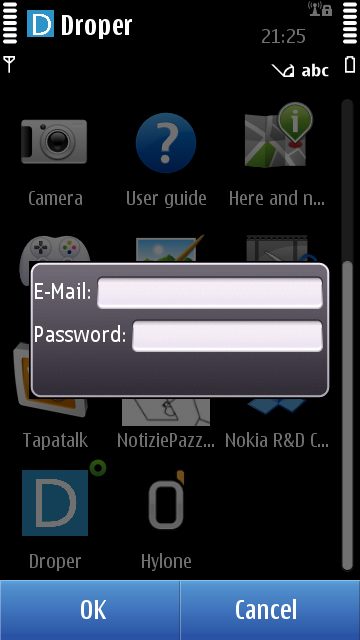 Droper
21:25
abc
Camera
User guide
Here and n...
E-Mail:
Password:
Tapatalk
NotiziePazz...
Nokia R&D C...
D
Droper
Hylone
OK
Cancel